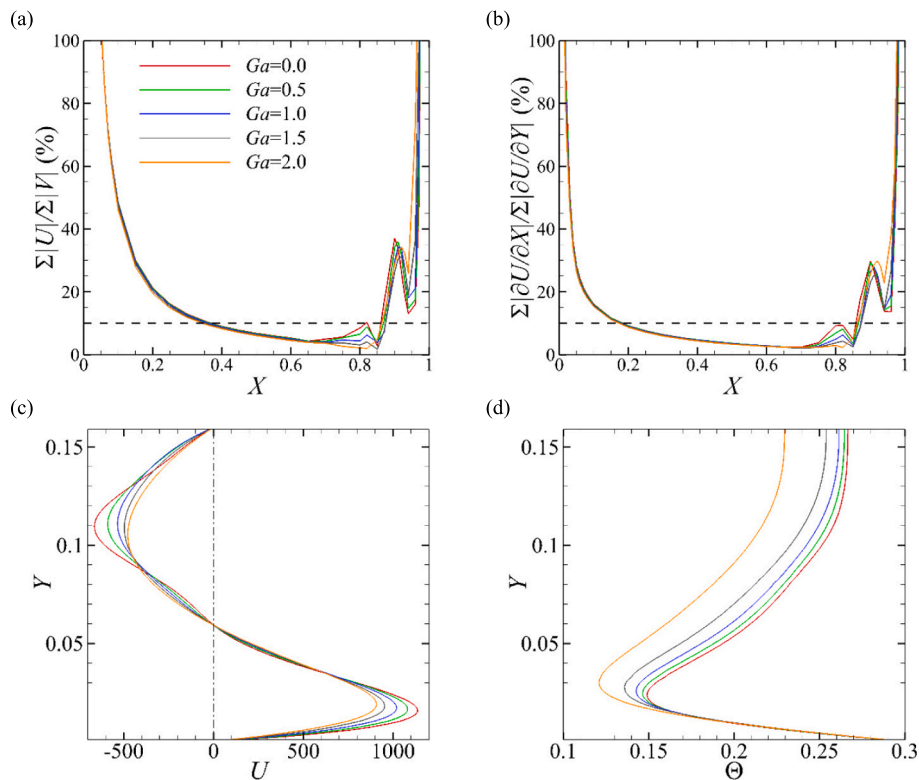 (a)
Σ|U|/Σ|V| (%)
100
80
60
40
20
0
Ga=0.0
Ga=0.5
Ga=1.0
Ga=1.5
Ga=2.0
0 0.2 0.4 0.6 0.8 1
X
(b)
Σ|∂U/∂X|/Σ|∂U/∂Y| (%)
100
80
60
40
20
0
0 0.2 0.4 0.6 0.8 1
X
(c)
Y
0.15
0.1
0.05
-500 0 500 1000
U
(d)
Y
0.15
0.1
0.05
0.1 0.15 0.2 0.25 0.3
Θ